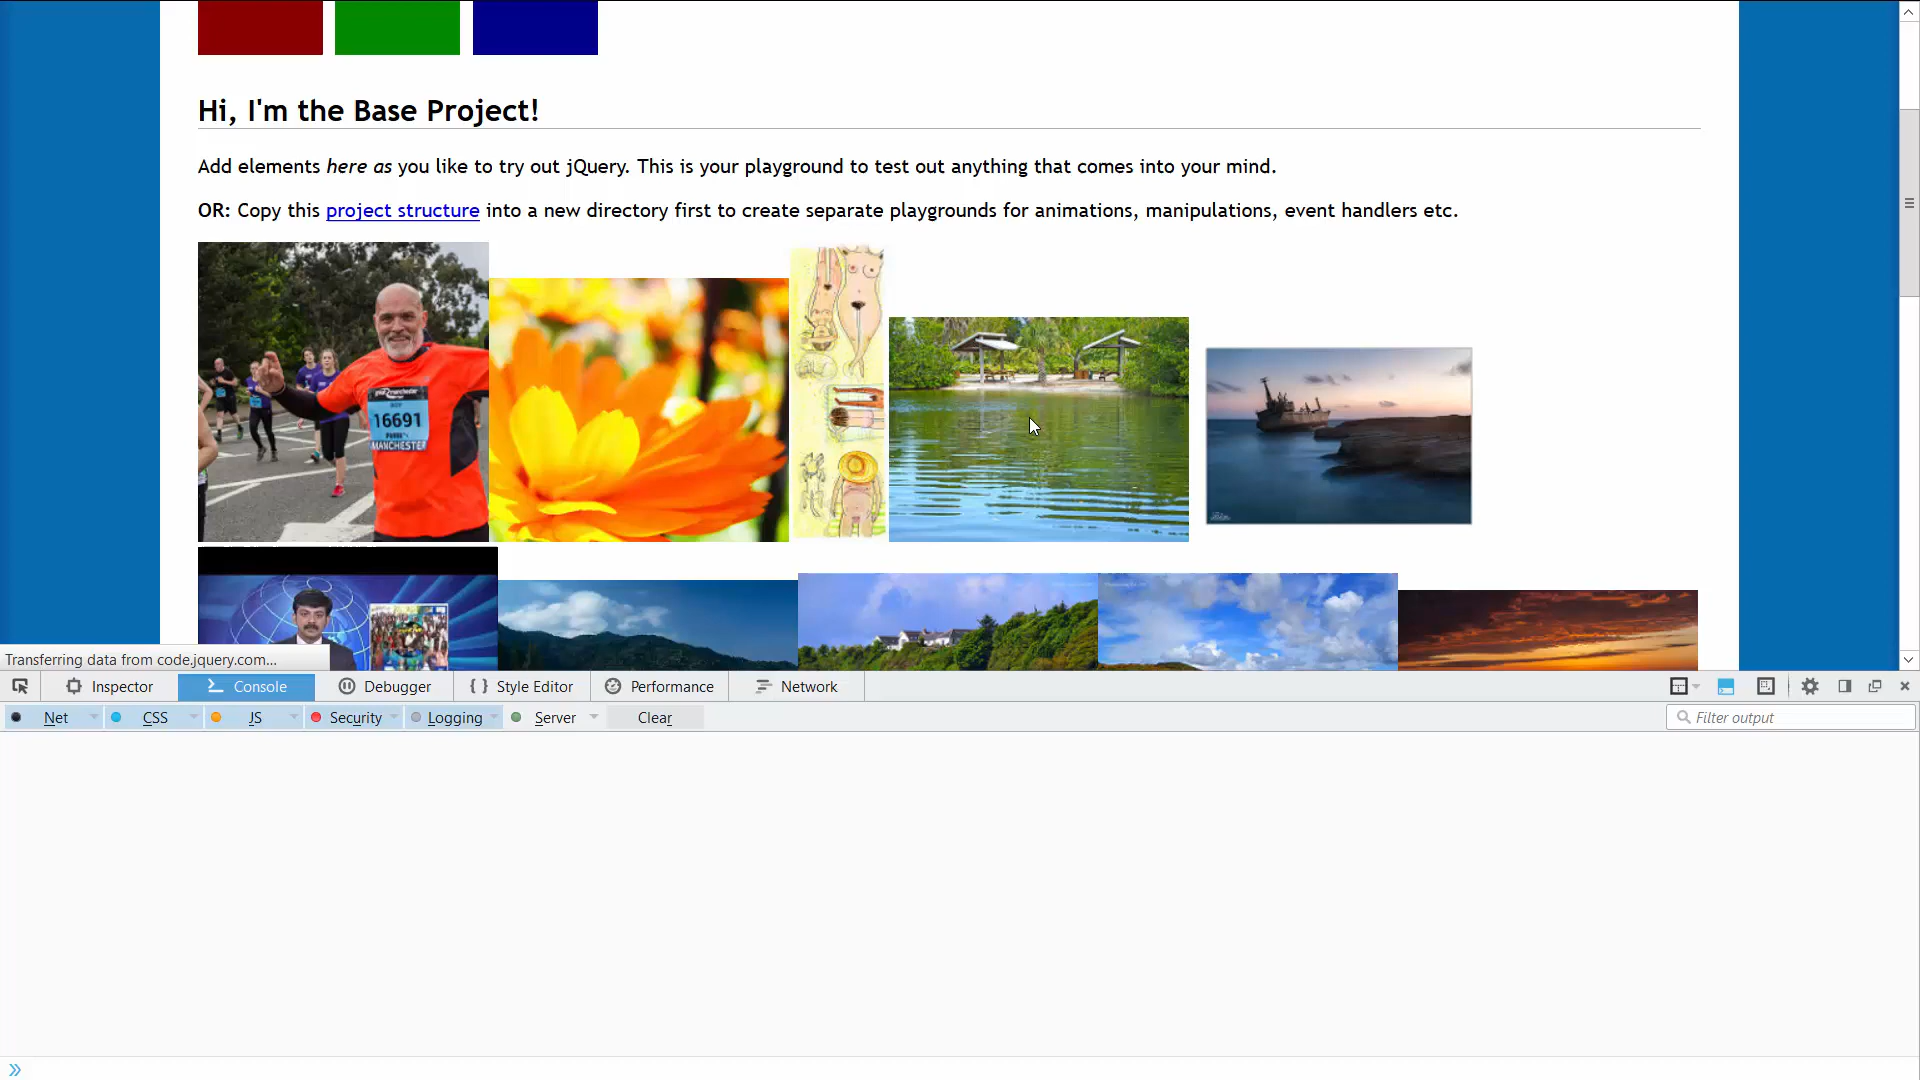 Hi, I'm the Base Project!
Add elements here as you like to try out jQuery. This is your playground to test out anything that comes into your mind.
OR: Copy this project structure into a new directory first to create separate playgrounds for animations, manipulations, event handlers etc.
16691
MANCHESTER
Transferring data from code.jquery.com...
Inspector Console Debugger Style Editor Performance Network
Net CSS JS Security Logging Server Clear Filter output